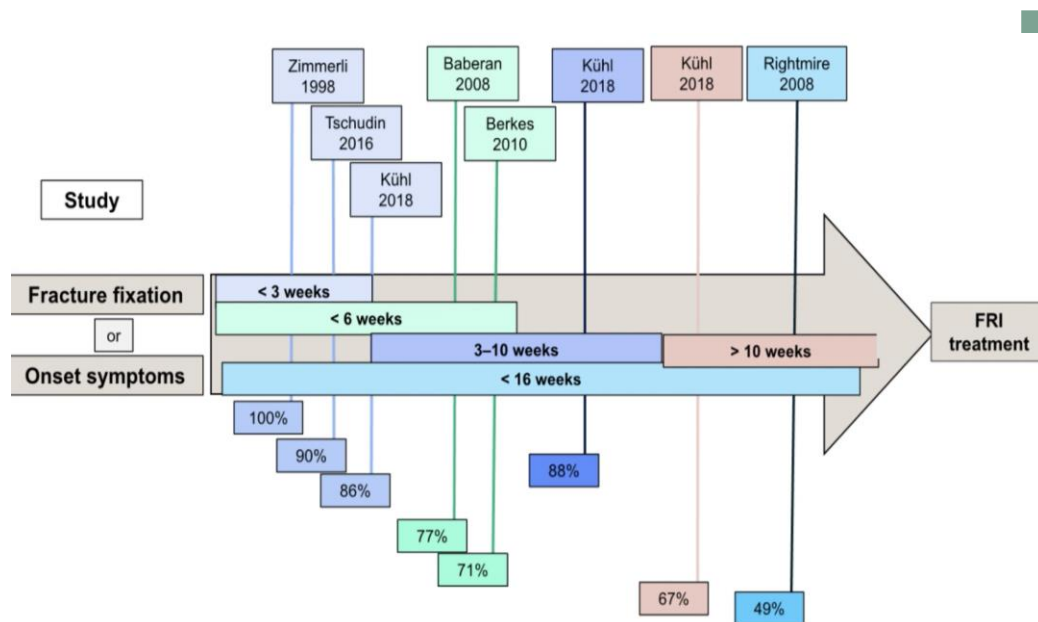 Zimmerli
1998
Baberan
2008
Kühl
2018
Kühl
2018
Rightmire
2008
Tschudin
2016
Berkes
2010
Kühl
2018
Study
Fracture fixation
or
Onset symptoms
< 3 weeks
< 6 weeks
3–10 weeks
> 10 weeks
< 16 weeks
FRI
treatment
100%
90%
86%
88%
77%
71%
67%
49%